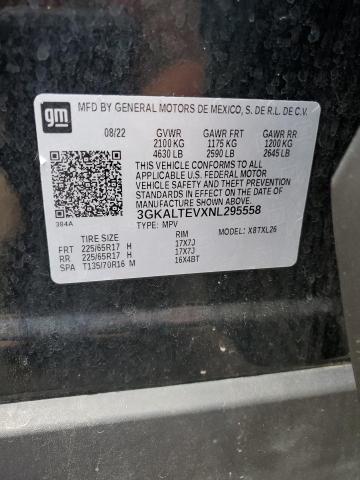 gm
MFD BY GENERAL MOTORS DE MEXICO, S. DE R.L. DE C.V.
08/22 GVWR GAWR FRT GAWR RR
2100 KG 1175 KG 1200 KG
4630 LB 2590 LB 2645 LB
THIS VEHICLE CONFORMS TO ALL
APPLICABLE U.S. FEDERAL MOTOR
VEHICLE SAFETY AND THEFT PREVENTION
STANDARDS IN EFFECT ON THE DATE OF
MANUFACTURE SHOWN ABOVE.
3GKALTEVXNL295558
TYPE: MPV MODEL: X87XL26
394A
TIRE SIZE RIM
FRT 225/65R17 H 17X7J
RR 225/65R17 H 17X7J
SPA T135/70R16 M 16X4BT